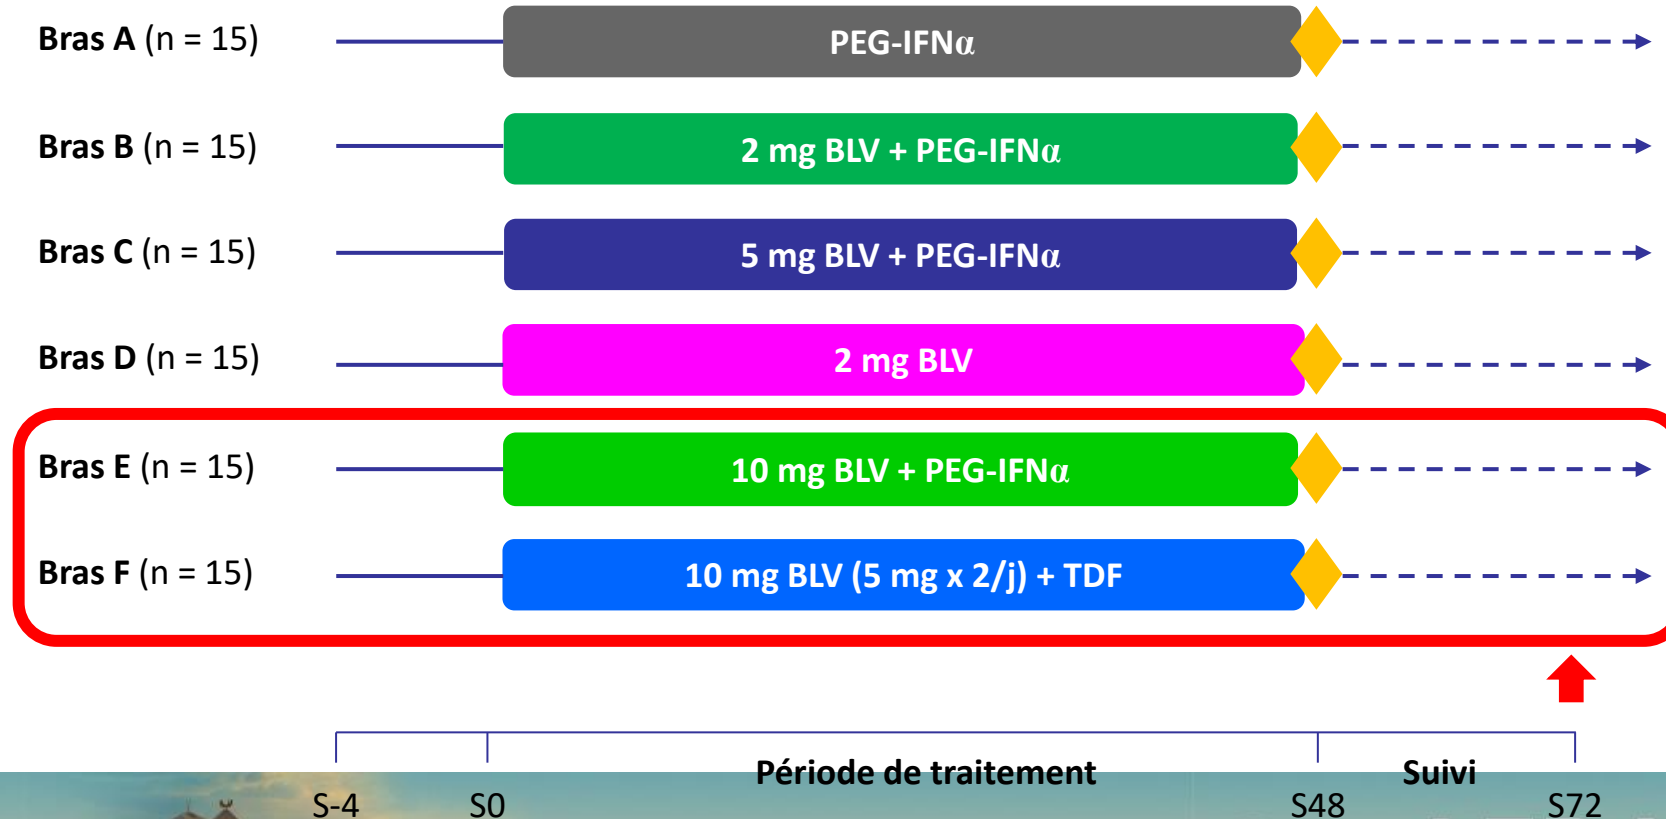 Bras A (n = 15)
PEG-IFNα
Bras B (n = 15)
2 mg BLV + PEG-IFNα
Bras C (n = 15)
5 mg BLV + PEG-IFNα
Bras D (n = 15)
2 mg BLV
Bras E (n = 15)
10 mg BLV + PEG-IFNα
Bras F (n = 15)
10 mg BLV (5 mg x 2/j) + TDF
Période de traitement
Suivi
S-4
S0
S48
S72